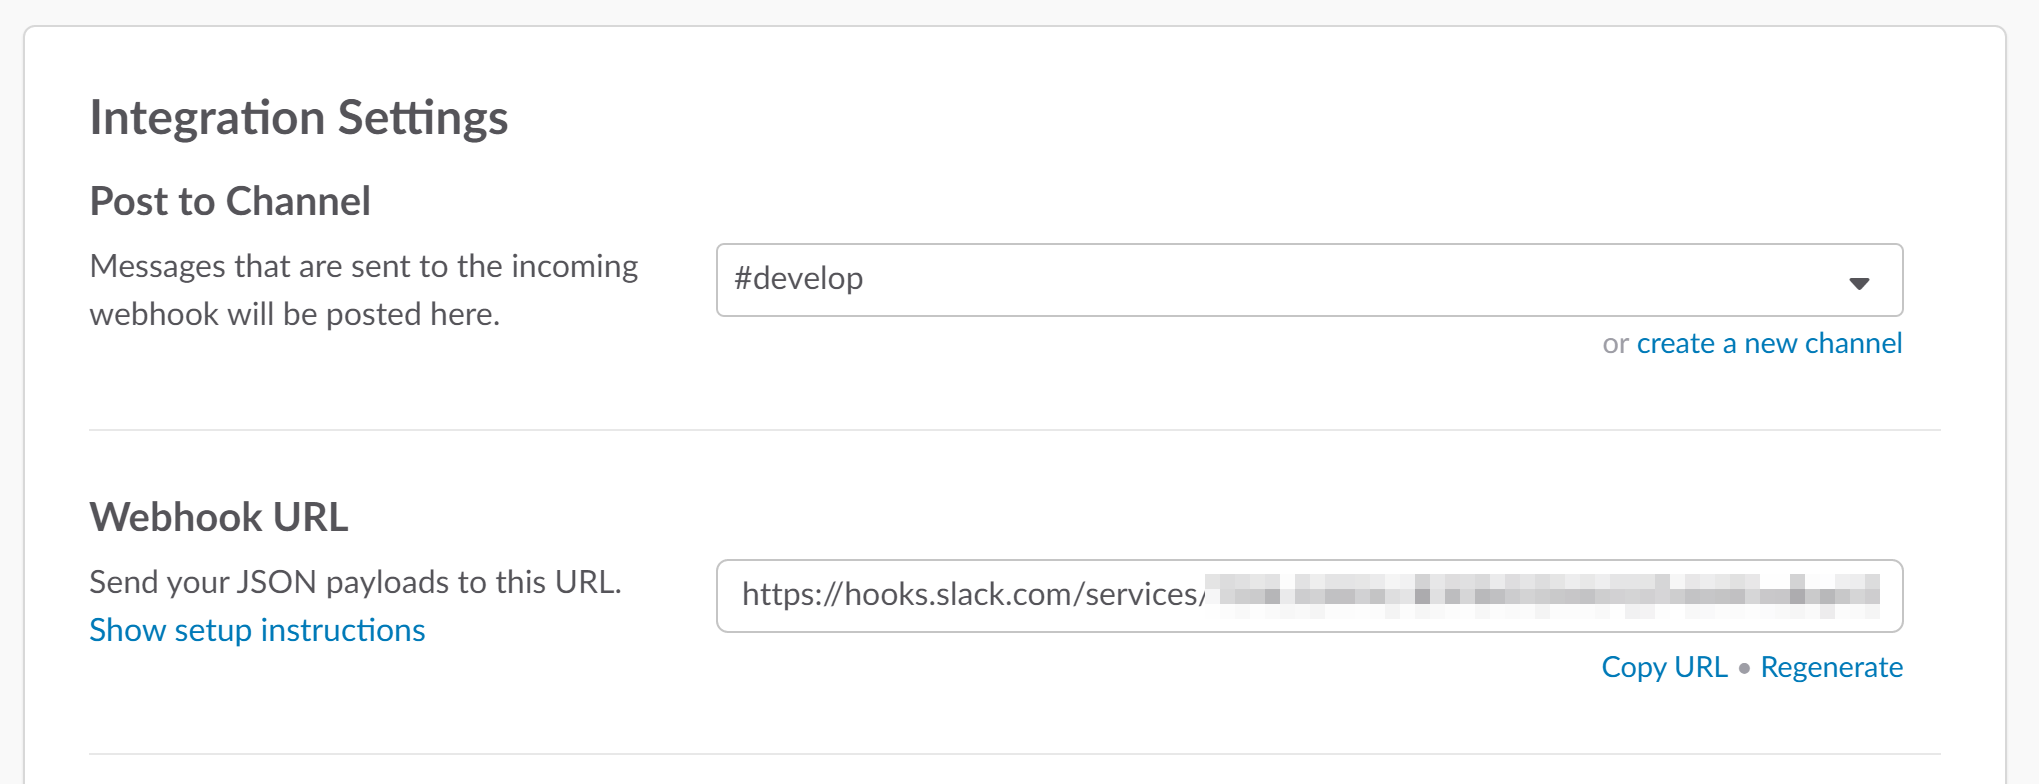 Integration Settings
Post to Channel
Messages that are sent to the incoming
webhook will be posted here.
#develop
or create a new channel
Webhook URL
Send your JSON payloads to this URL.
Show setup instructions
https://hooks.slack.com/services/
Copy URL • Regenerate